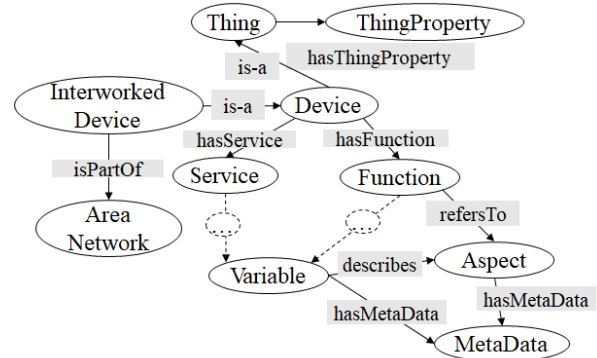 Thing
ThingProperty
hasThingProperty
is-a
Interworked
Device
is-a
Device
hasService
hasFunction
isPartOf
Service
Function
...
...
refersTo
Area
Network
Variable
describes
Aspect
hasMetaData
hasMetaData
MetaData